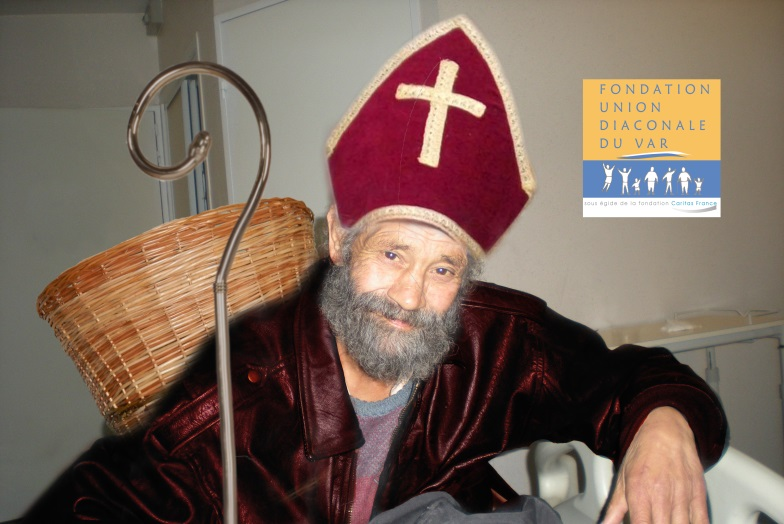 FONDATION
UNION
DIACONALE
DU VAR
sous égide de la fondation Caritas France